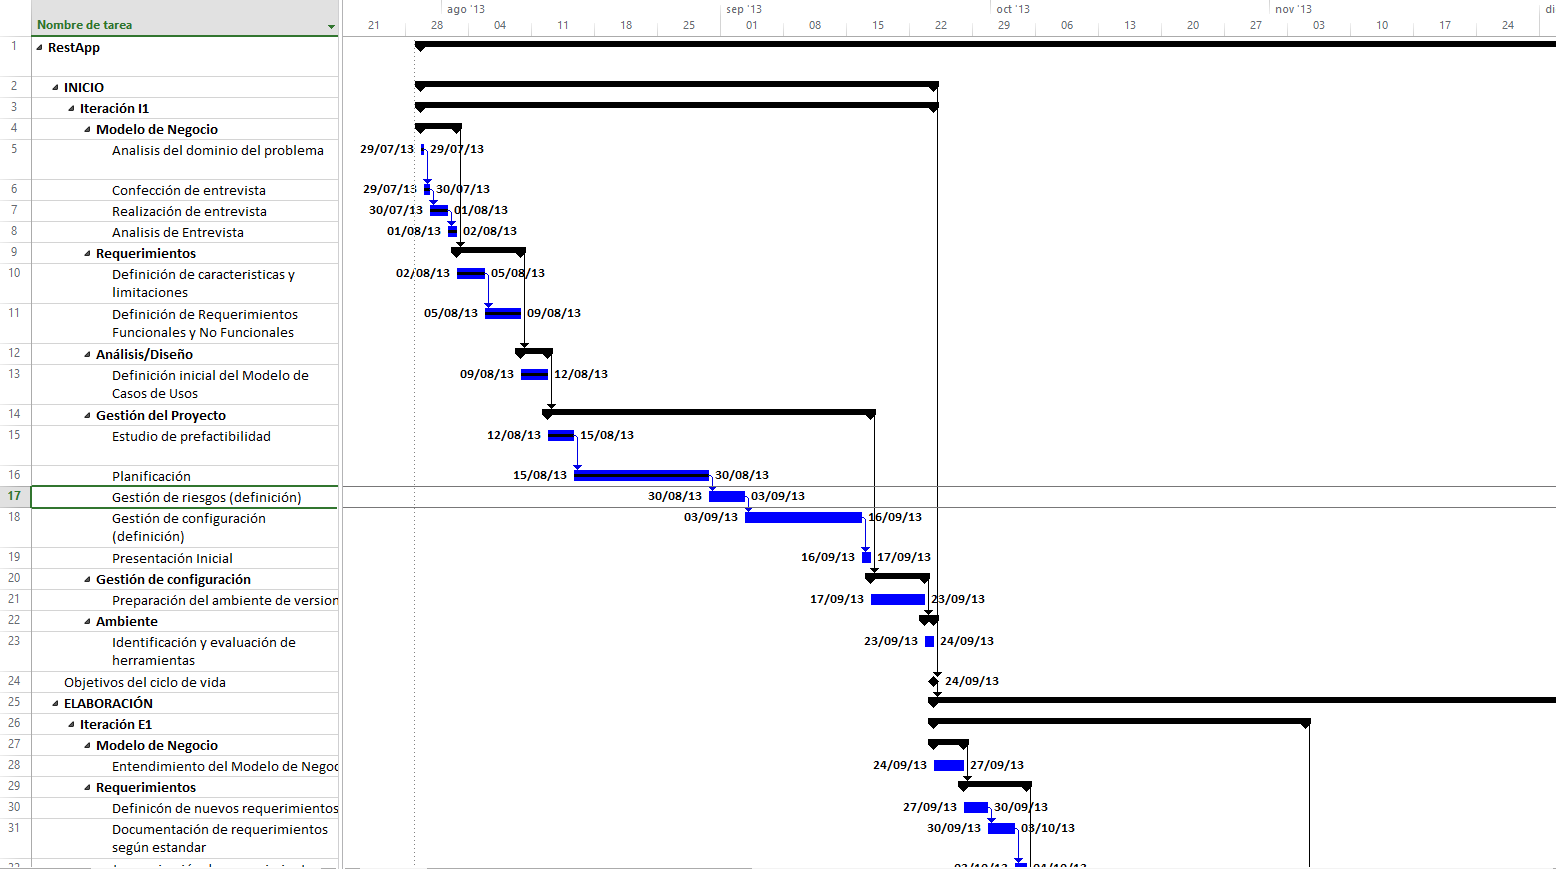 ago '13 sep '13 oct '13 nov '13 di
Nombre de tarea 21 28 04 11 18 25 01 08 15 22 29 06 13 20 27 03 10 17 24
1 RestApp
2 INICIO
3 Iteración I1
4 Modelo de Negocio
5 Analisis del dominio del problema 29/07/13 29/07/13
6 Confección de entrevista 29/07/13 30/07/13
7 Realización de entrevista 30/07/13 01/08/13
8 Analisis de Entrevista 01/08/13 02/08/13
9 Requerimientos
10 Definición de caracteristicas y 02/08/13 05/08/13
limitaciones
11 Definición de Requerimientos 05/08/13 09/08/13
Funcionales y No Funcionales
12 Análisis/Diseño
13 Definición inicial del Modelo de 09/08/13 12/08/13
Casos de Usos
14 Gestión del Proyecto
15 Estudio de prefactibilidad 12/08/13 15/08/13
16 Planificación 15/08/13 30/08/13
17 Gestión de riesgos (definición) 30/08/13 03/09/13
18 Gestión de configuración 03/09/13 16/09/13
(definición)
19 Presentación Inicial 16/09/13 17/09/13
20 Gestión de configuración
21 Preparación del ambiente de version 17/09/13 23/09/13
22 Ambiente
23 Identificación y evaluación de 23/09/13 24/09/13
herramientas
24 Objetivos del ciclo de vida 24/09/13
25 ELABORACIÓN
26 Iteración E1
27 Modelo de Negocio
28 Entendimiento del Modelo de Negoc 24/09/13 27/09/13
29 Requerimientos
30 Definicón de nuevos requerimientos 27/09/13 30/09/13
31 Documentación de requerimientos 30/09/13 03/10/13
según estandar